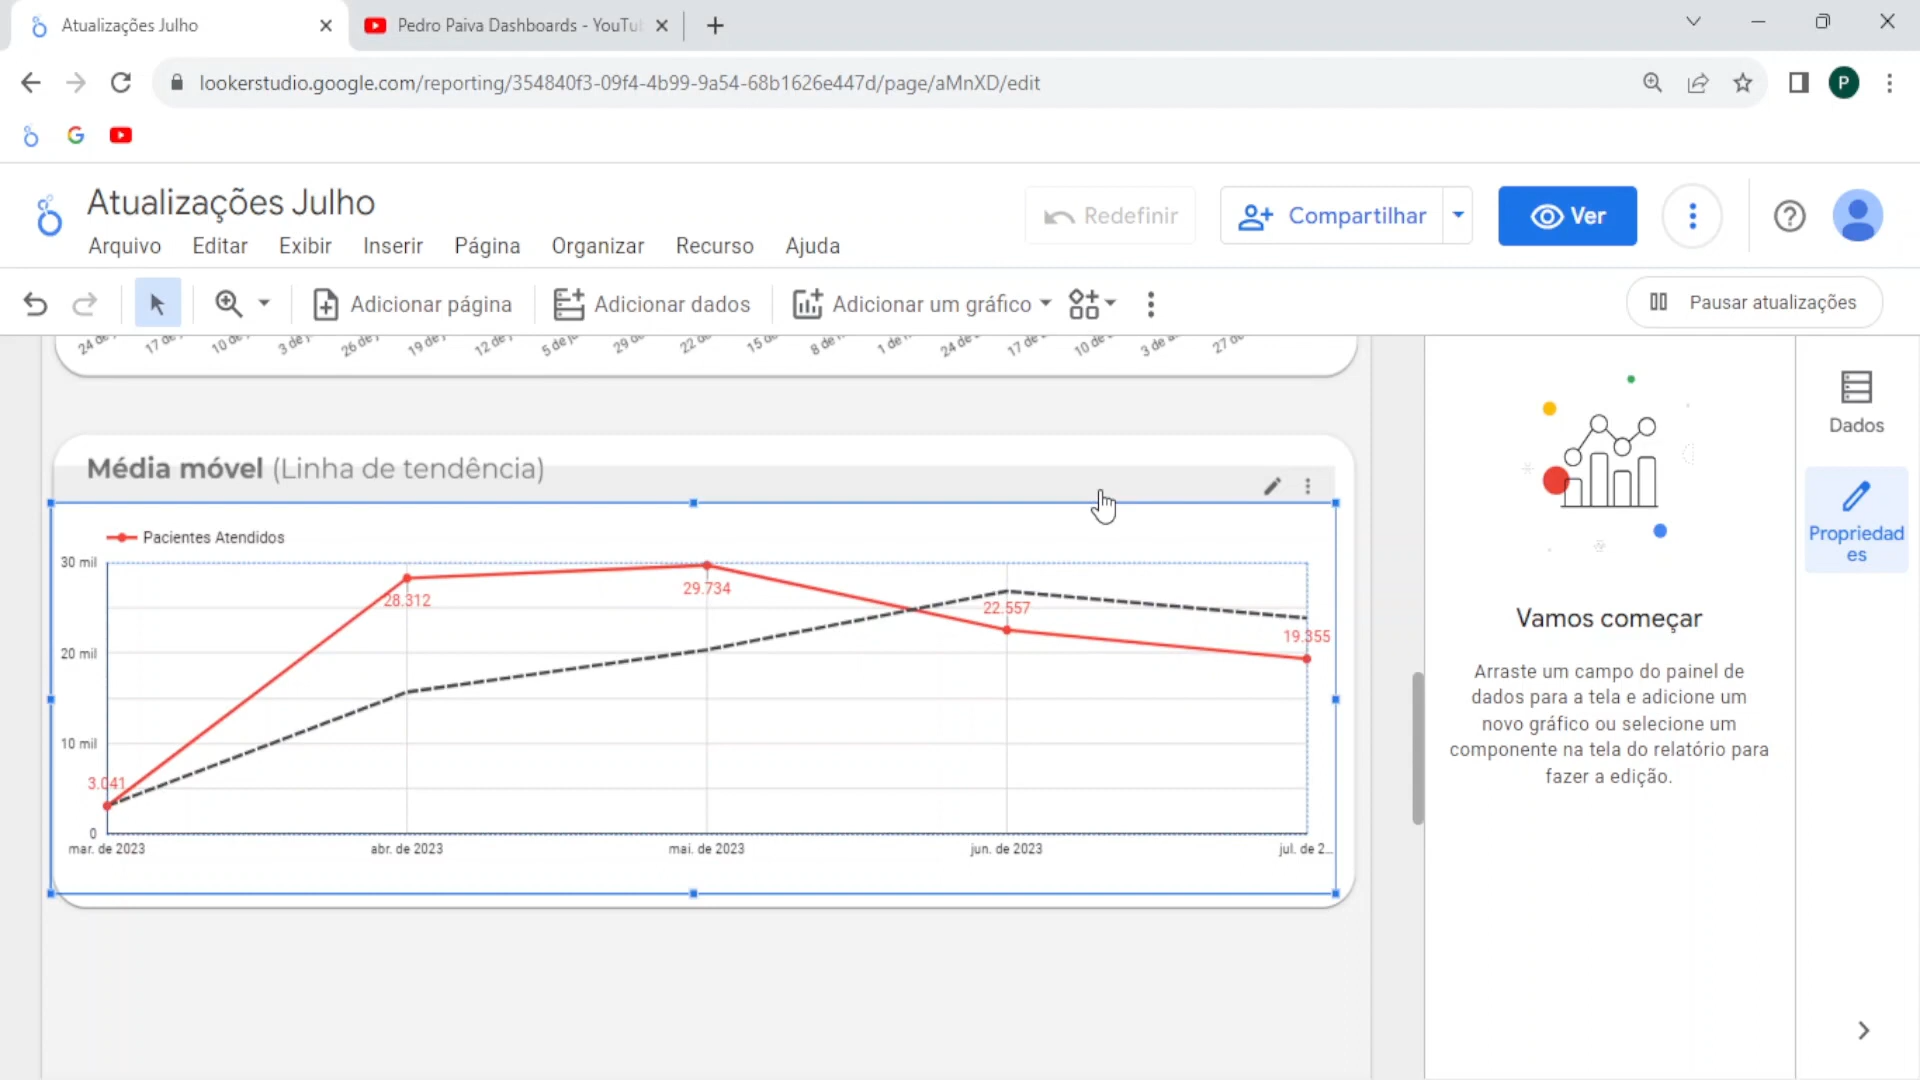 Atualizações Julho
Pedro Paiva Dashboards - YouTu
lookerstudio.google.com/reporting/354840f3-09f4-4b99-9a54-68b1626e447d/page/aMnXD/edit
P
Atualizações Julho
Redefinir
Compartilhar
Ver
Arquivo Editar Exibir Inserir Página Organizar Recurso Ajuda
Adicionar página
Adicionar dados
Adicionar um gráfico
Pausar atualizações
Média móvel (Linha de tendência)
Pacientes Atendidos
30 mil
20 mil
10 mil
0
3.041
28.312
29.734
22.557
19.355
mar. de 2023
abr. de 2023
mai. de 2023
jun. de 2023
jul. de 2...
Vamos começar
Arraste um campo do painel de
dados para a tela e adicione um
novo gráfico ou selecione um
componente na tela do relatório para
fazer a edição.
Dados
Propriedad
es